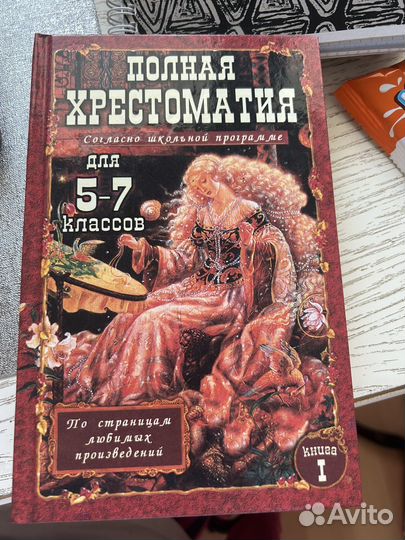 ПОЛНАЯ
ХРЕСТОМАТИЯ
Согласно школьной программе
для
5-7
классов
По страницам
любимых
произведений
книга
I
Avito